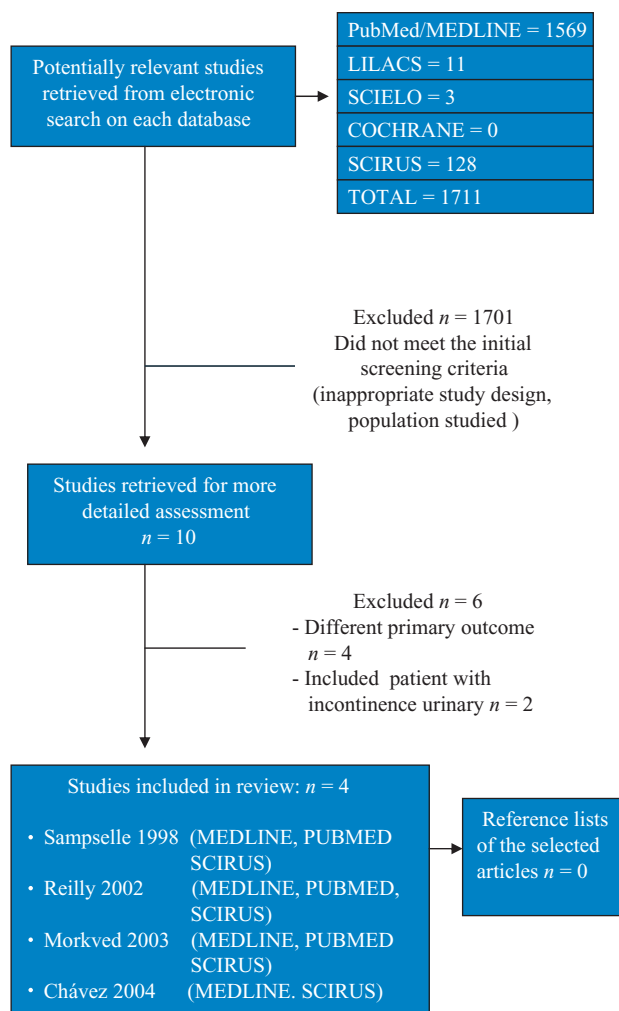 Potentially relevant studies
retrieved from electronic
search on each database
PubMed/MEDLINE = 1569
LILACS = 11
SCIELO = 3
COCHRANE = 0
SCIRUS = 128
TOTAL = 1711
Excluded n = 1701
Did not meet the initial
screening criteria
(inappropriate study design,
population studied )
Studies retrieved for more
detailed assessment
n = 10
Excluded n = 6
- Different primary outcome
n = 4
- Included patient with
incontinence urinary n = 2
Studies included in review: n = 4
• Sampselle 1998 (MEDLINE, PUBMED
SCIRUS)
• Reilly 2002 (MEDLINE, PUBMED,
SCIRUS)
• Morkved 2003 (MEDLINE, PUBMED
SCIRUS)
• Chávez 2004 (MEDLINE. SCIRUS)
Reference lists
of the selected
articles n = 0